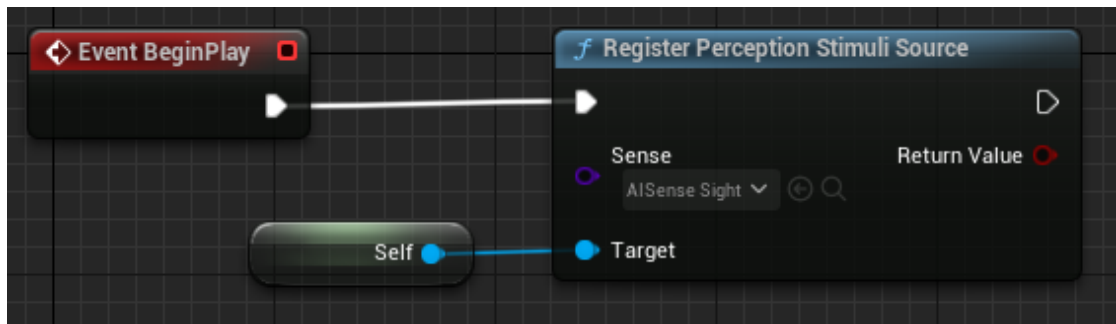 Event BeginPlay
f Register Perception Stimuli Source
Sense
Return Value
AISense Sight
Self
Target